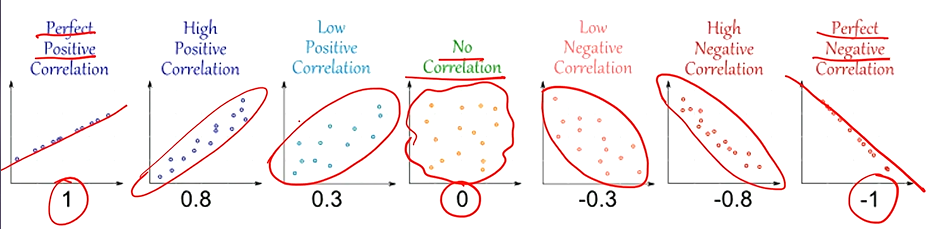 Perfect
Positive
Correlation
High
Positive
Correlation
Low
Positive
Correlation
No
Correlation
Low
Negative
Correlation
High
Negative
Correlation
Perfect
Negative
Correlation
1
0.8
0.3
0
-0.3
-0.8
-1